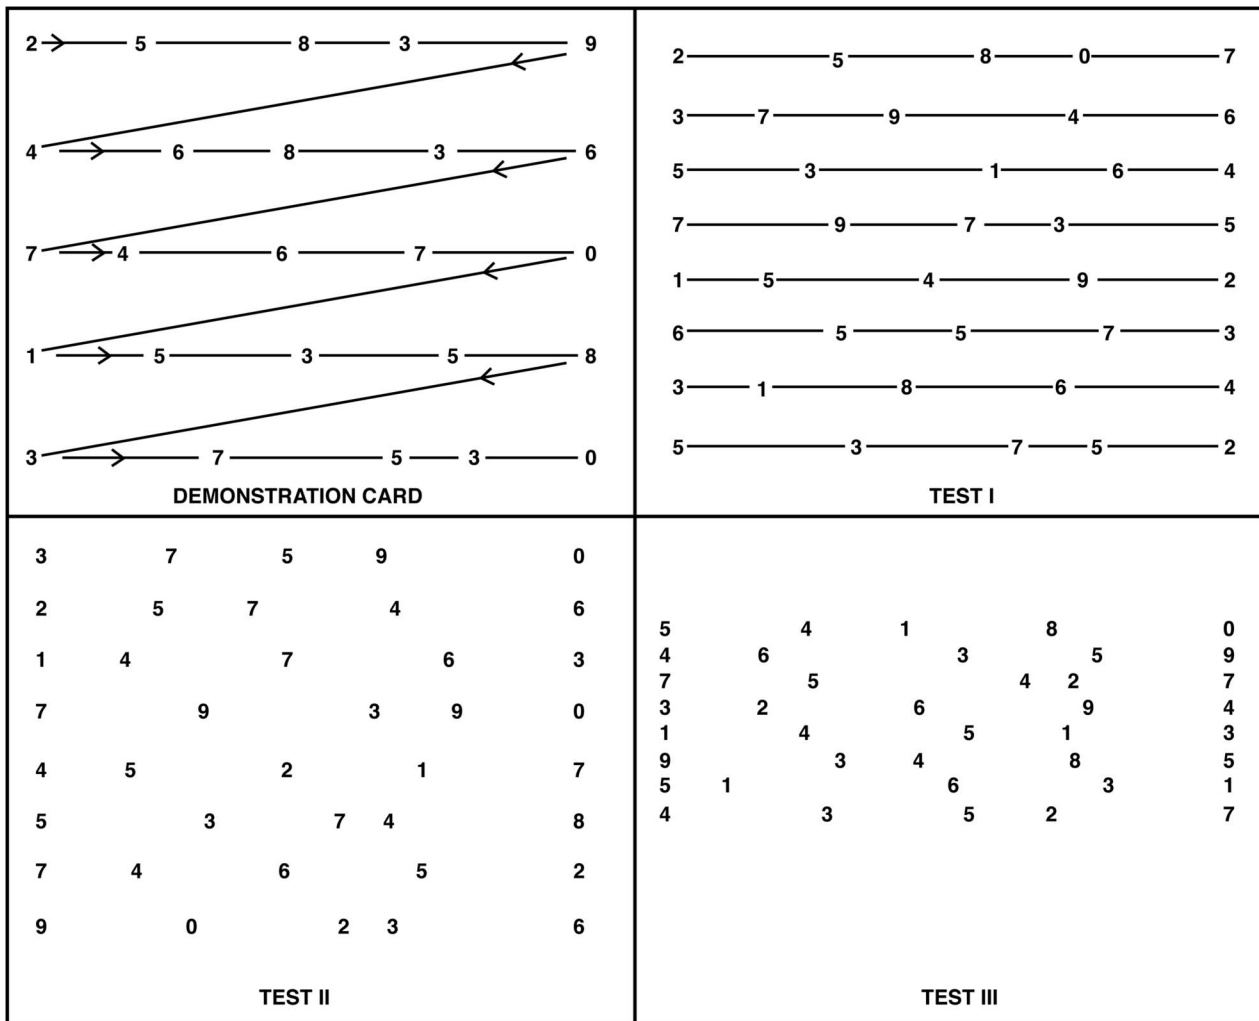 2 5 8 3 9
4 6 8 3 6
7 4 6 7 0
1 5 3 5 8
3 7 5 3 0
DEMONSTRATION CARD
2 5 8 0 7
3 7 9 4 6
5 3 1 6 4
7 9 7 3 5
1 5 4 9 2
6 5 5 7 3
3 1 8 6 4
5 3 7 5 2
TEST I
3 7 5 9 0
2 5 7 4 6
1 4 7 6 3
7 9 3 9 0
4 5 2 1 7
5 3 7 4 8
7 4 6 5 2
9 0 2 3 6
TEST II
5 4 1 8 0
4 6 3 5 9
7 5 4 2 7
3 2 6 9 4
1 4 5 1 3
9 3 4 8 5
5 1 6 3 1
4 3 5 2 7
TEST III